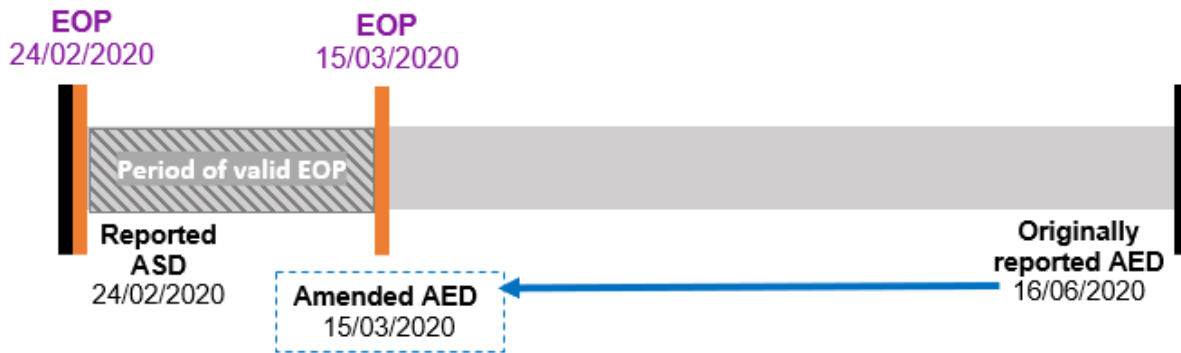 EOP
24/02/2020
EOP
15/03/2020
Period of valid EOP
Reported
ASD
24/02/2020
Amended AED
15/03/2020
Originally
reported AED
16/06/2020